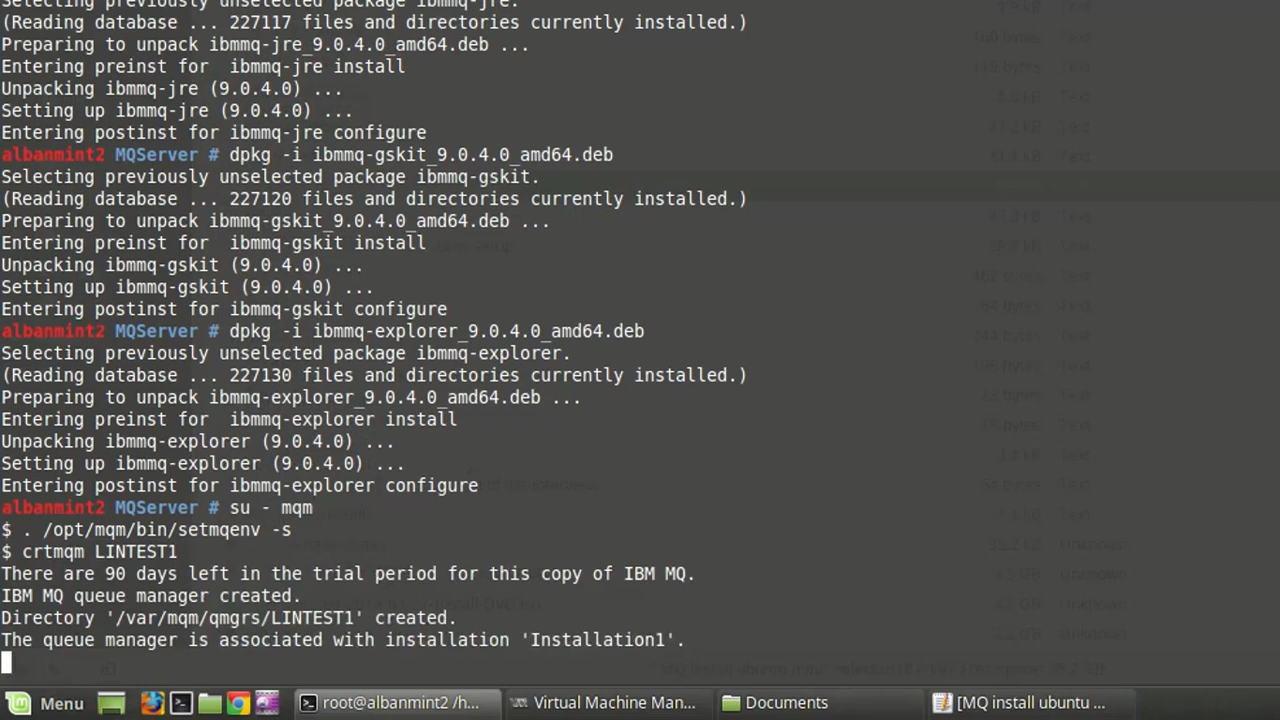 Selecting previously unselected package ibmmq-jre.
(Reading database ... 227117 files and directories currently installed.)
Preparing to unpack ibmmq-jre_9.0.4.0_amd64.deb ...
Entering preinst for  ibmmq-jre install
Unpacking ibmmq-jre (9.0.4.0) ...
Setting up ibmmq-jre (9.0.4.0) ...
Entering postinst for ibmmq-jre configure
albanmint2 MQServer # dpkg -i ibmmq-gskit_9.0.4.0_amd64.deb
Selecting previously unselected package ibmmq-gskit.
(Reading database ... 227120 files and directories currently installed.)
Preparing to unpack ibmmq-gskit_9.0.4.0_amd64.deb ...
Entering preinst for  ibmmq-gskit install
Unpacking ibmmq-gskit (9.0.4.0) ...
Setting up ibmmq-gskit (9.0.4.0) ...
Entering postinst for ibmmq-gskit configure
albanmint2 MQServer # dpkg -i ibmmq-explorer_9.0.4.0_amd64.deb
Selecting previously unselected package ibmmq-explorer.
(Reading database ... 227130 files and directories currently installed.)
Preparing to unpack ibmmq-explorer_9.0.4.0_amd64.deb ...
Entering preinst for  ibmmq-explorer install
Unpacking ibmmq-explorer (9.0.4.0) ...
Setting up ibmmq-explorer (9.0.4.0) ...
Entering postinst for ibmmq-explorer configure
albanmint2 MQServer # su - mqm
$ . /opt/mqm/bin/setmqenv -s
$ crtmqm LINTEST1
There are 90 days left in the trial period for this copy of IBM MQ.
IBM MQ queue manager created.
Directory '/var/mqm/qmgrs/LINTEST1' created.
The queue manager is associated with installation 'Installation1'.
Menu
root@albanmint2 /h...
Virtual Machine Man...
Documents
[MQ install ubuntu ...